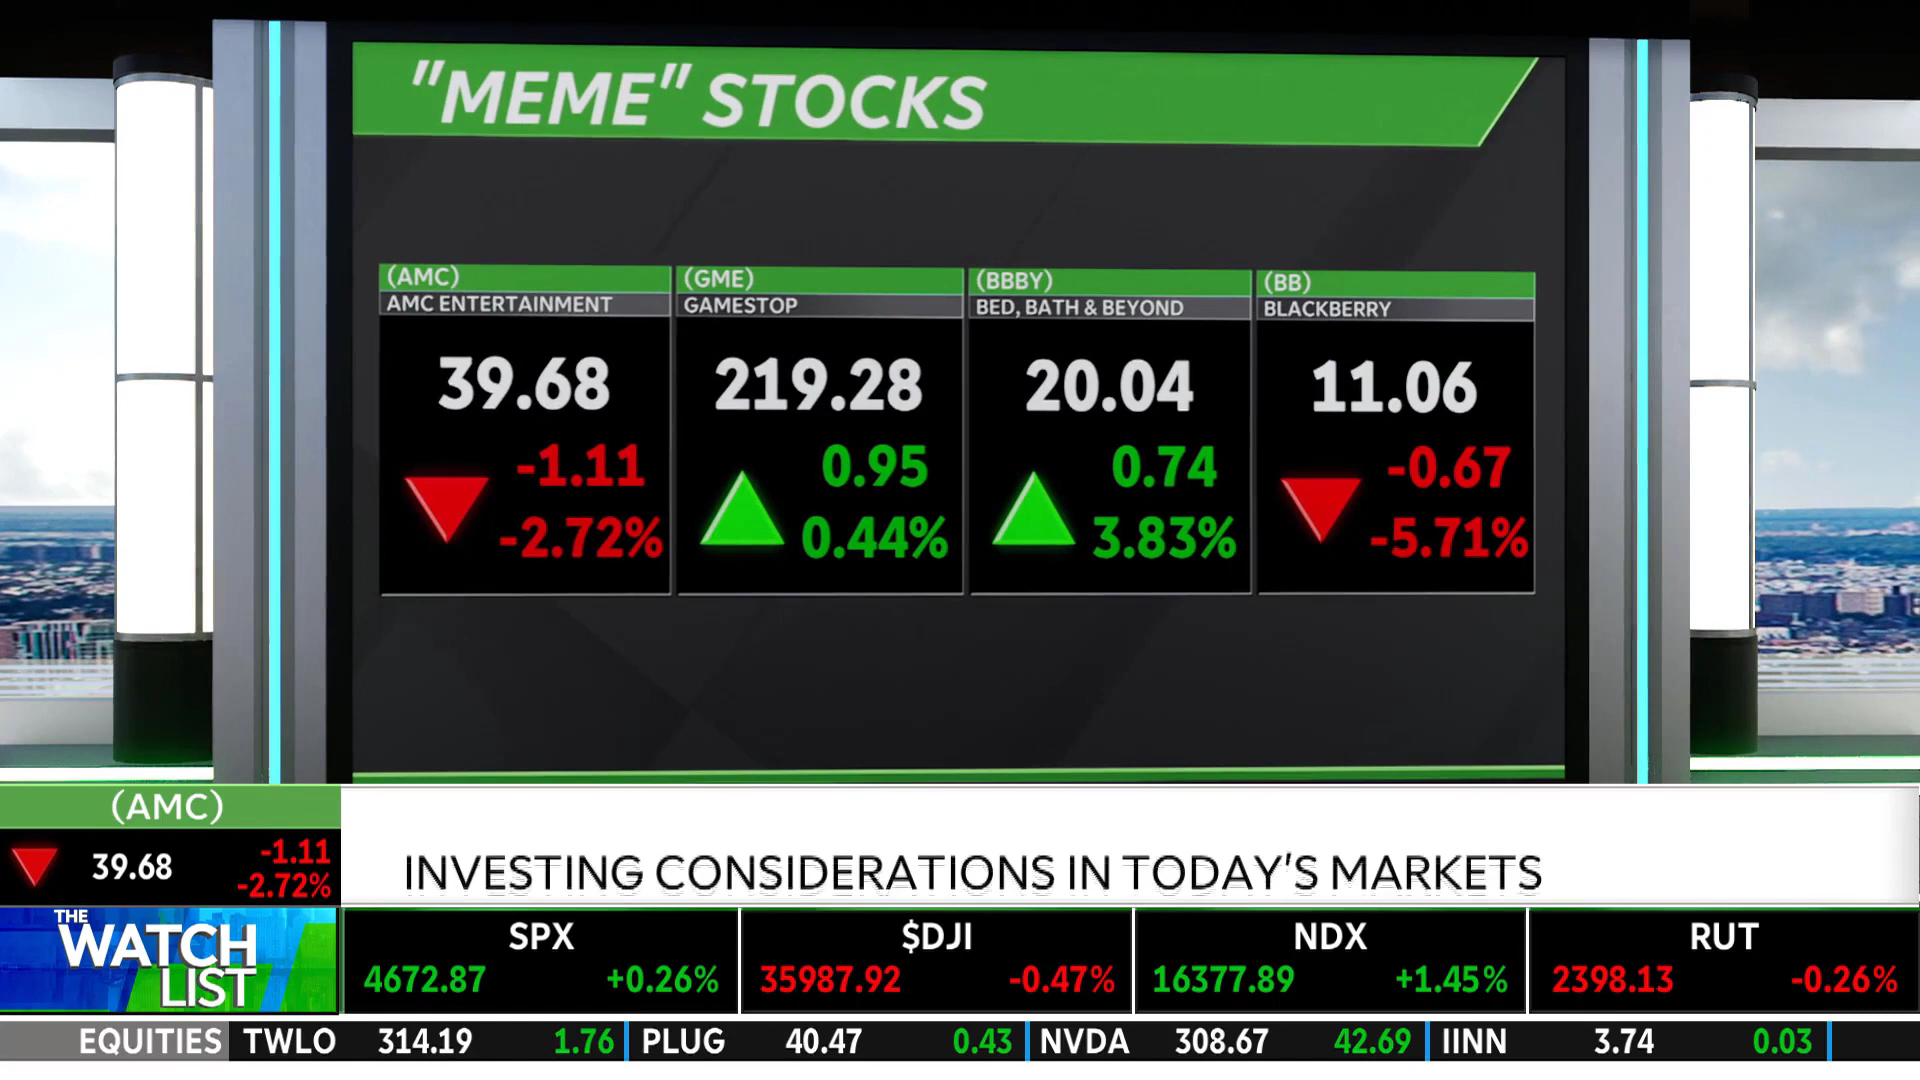 "MEME" STOCKS
(AMC)
AMC ENTERTAINMENT
39.68
-1.11
-2.72%
(GME)
GAMESTOP
219.28
0.95
0.44%
(BBBY)
BED, BATH & BEYOND
20.04
0.74
3.83%
(BB)
BLACKBERRY
11.06
-0.67
-5.71%
(AMC)
39.68
-1.11
-2.72%
INVESTING CONSIDERATIONS IN TODAY'S MARKETS
THE
WATCH
LIST
SPX
4672.87 +0.26%
$DJI
35987.92 -0.47%
NDX
16377.89 +1.45%
RUT
2398.13 -0.26%
EQUITIES TWLO 314.19 1.76 PLUG 40.47 0.43 NVDA 308.67 42.69 IINN 3.74 0.03